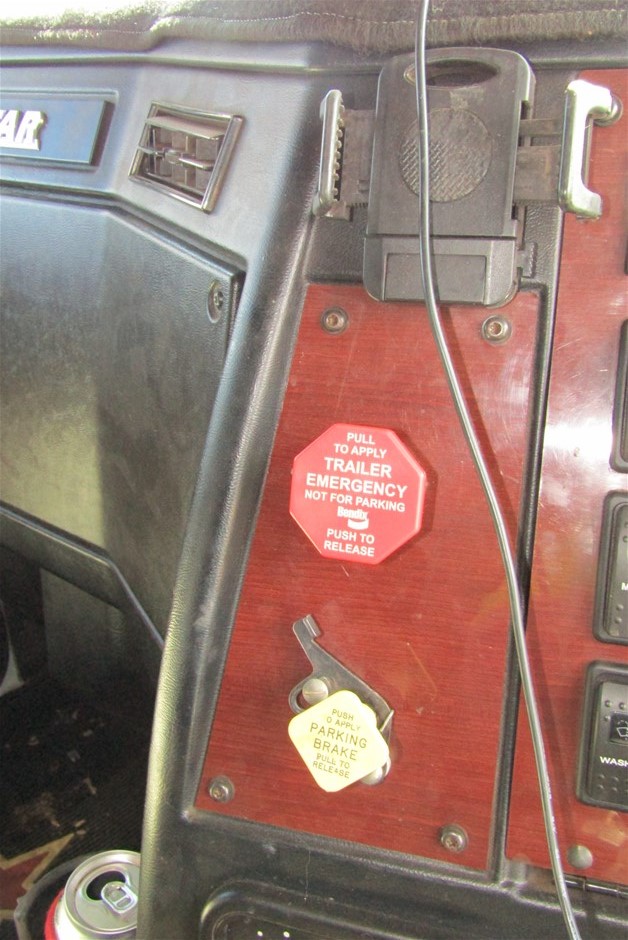 AR
PULL
TO APPLY
TRAILER
EMERGENCY
NOT FOR PARKING
Bendix
PUSH TO
RELEASE
PUSH
O APPLY
PARKING
BRAKE
PULL TO
RELEASE
M
WASH